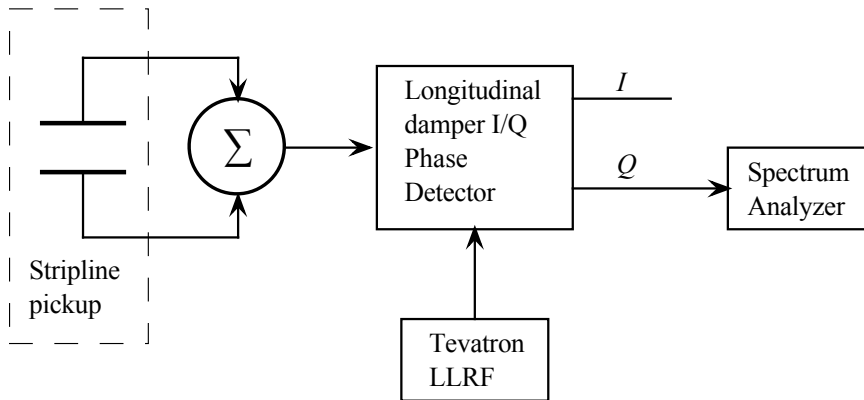 Stripline
pickup
Σ
Longitudinal
damper I/Q
Phase
Detector
I
Q
Spectrum
Analyzer
Tevatron
LLRF